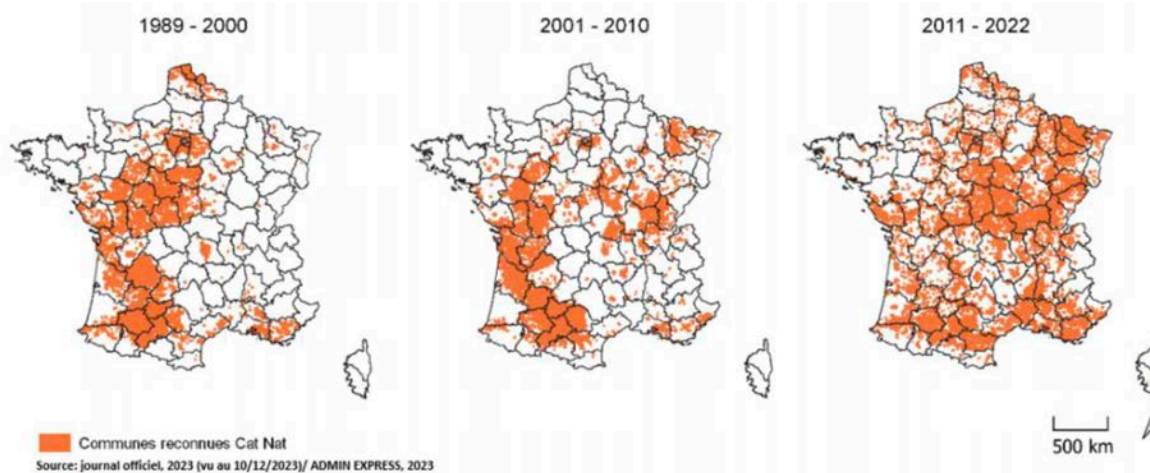 1989 - 2000
2001 - 2010
2011 - 2022
Communes reconnues Cat Nat
500 km
Source: journal officiel, 2023 (vu au 10/12/2023)/ ADMIN EXPRESS, 2023